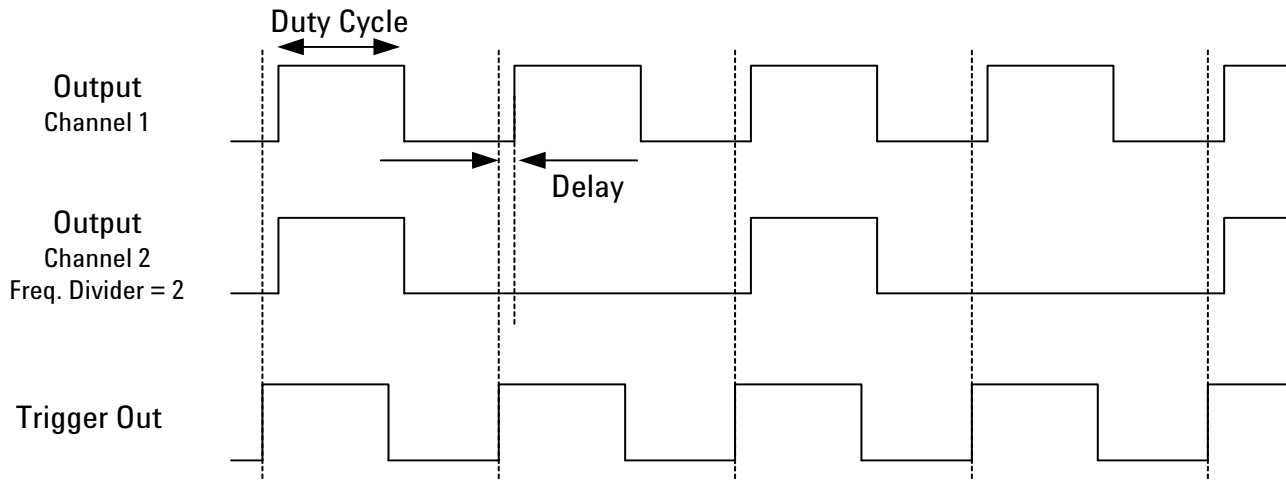 Duty Cycle
Output
Channel 1
Delay
Output
Channel 2
Freq. Divider = 2
Trigger Out